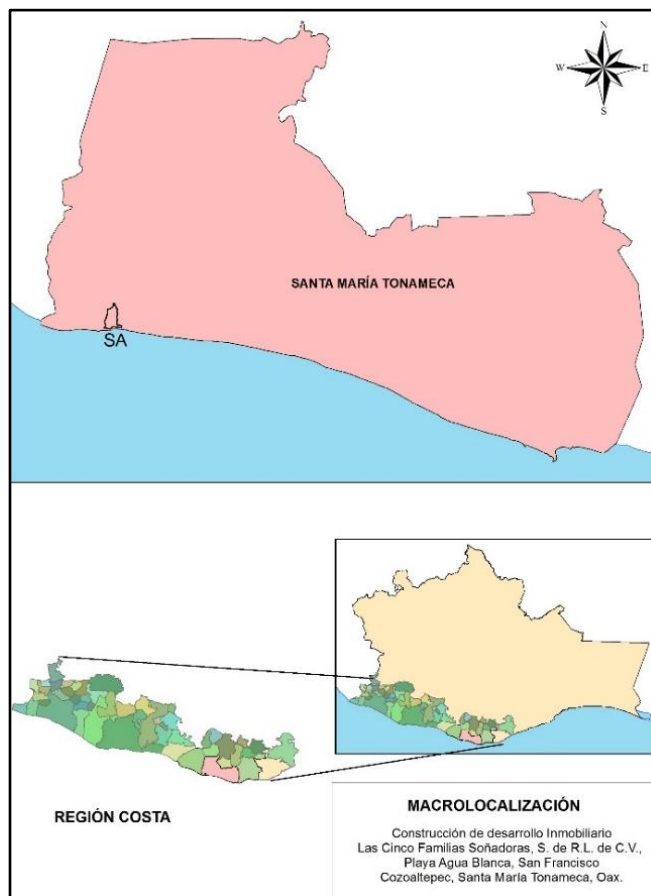 N
W E
S
SANTA MARÍA TONAMECA
SA
REGIÓN COSTA
MACROLOCALIZACIÓN
Construcción de desarrollo Inmobiliario
Las Cinco Familias Soñadoras, S. de R.L. de C.V.,
Playa Agua Blanca, San Francisco
Cozoaltepec, Santa María Tonameca, Oax.